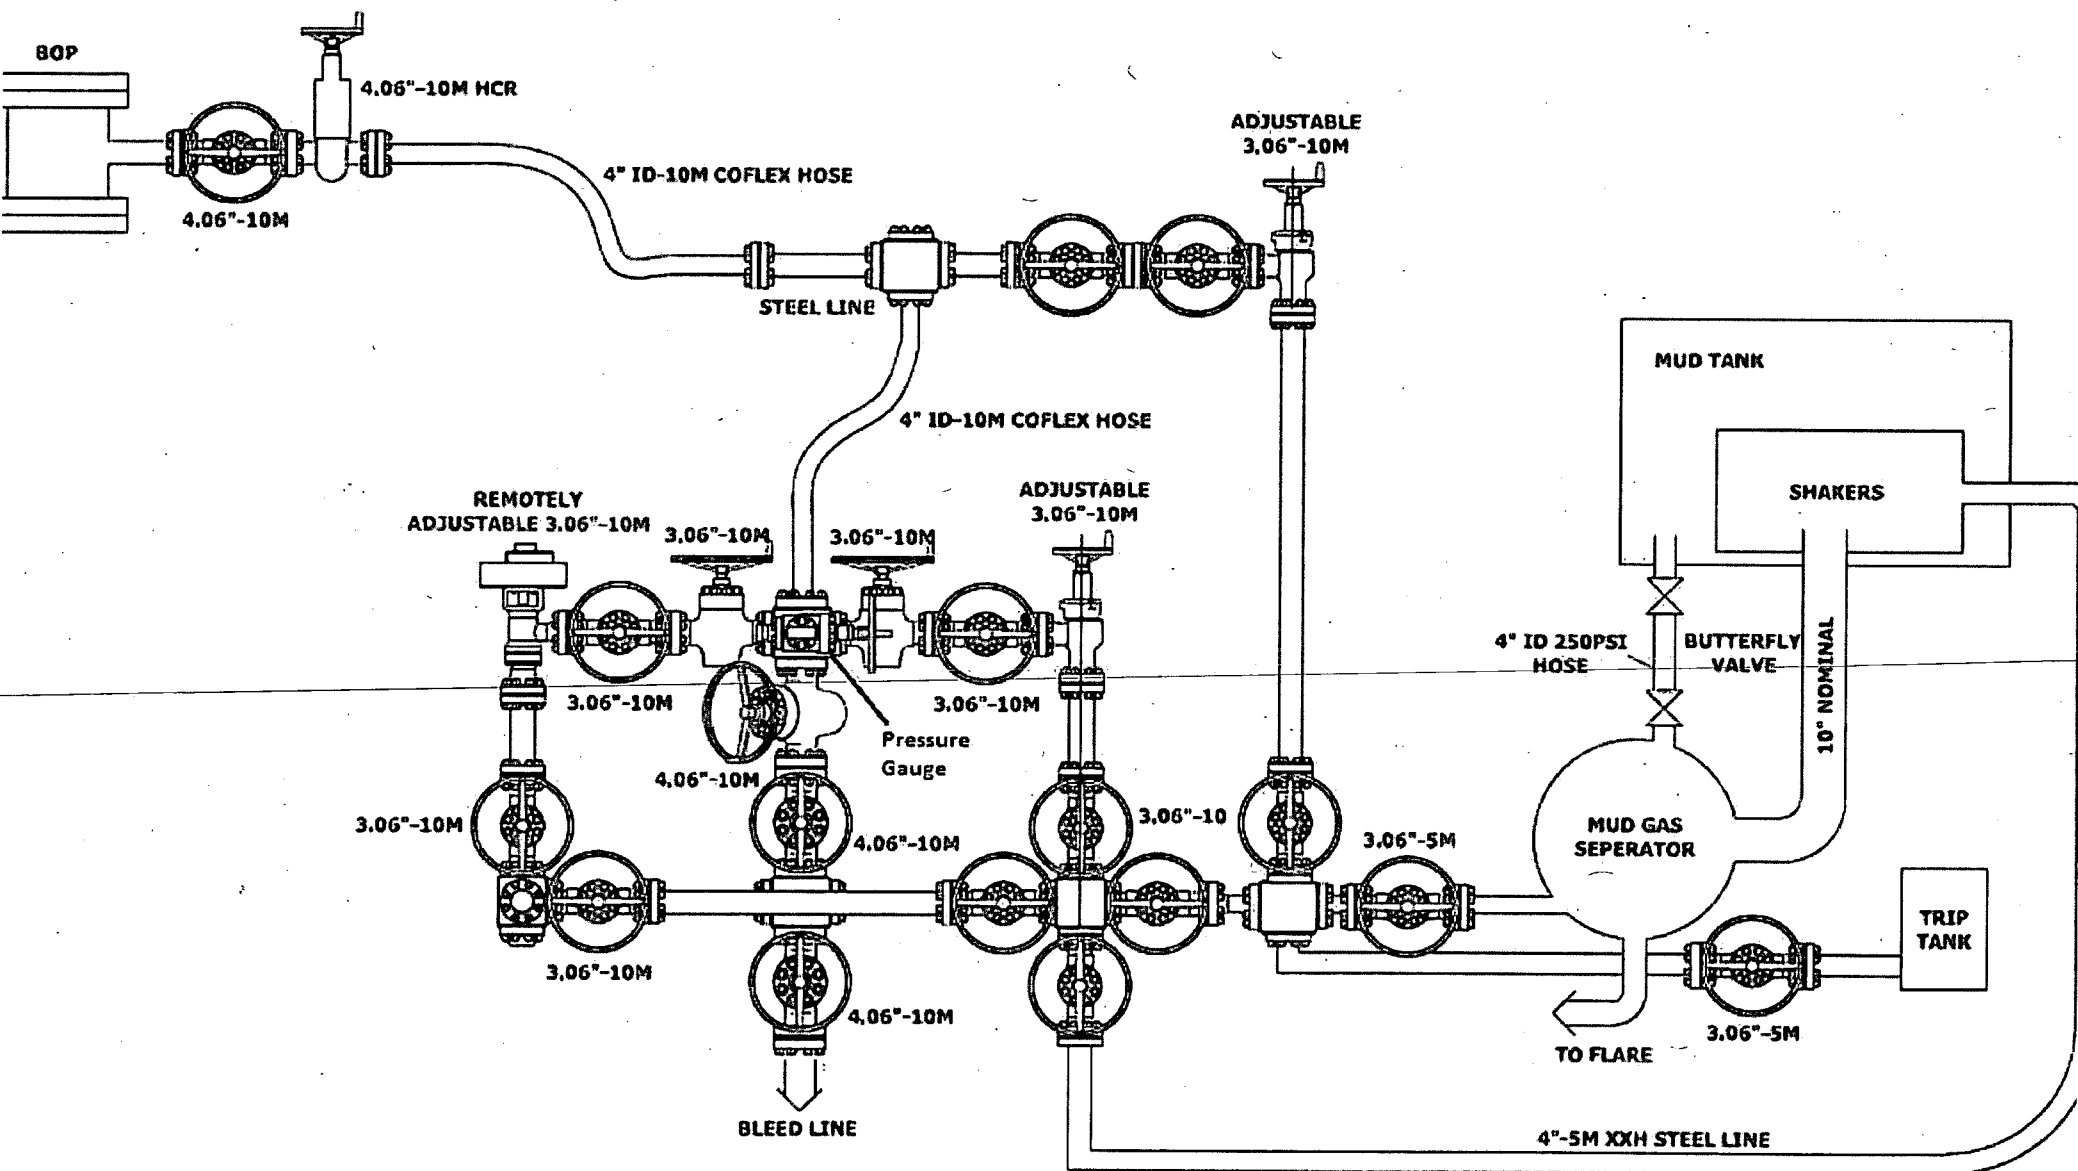 BOP
4.06"-10M HCR
4.06"-10M
4" ID-10M COFLEX HOSE
ADJUSTABLE
3.06"-10M
STEEL LINE
4" ID-10M COFLEX HOSE
MUD TANK
SHAKERS
REMOTELY
ADJUSTABLE 3.06"-10M
3.06"-10M
3.06"-10M
ADJUSTABLE
3.06"-10M
3.06"-10M
3.06"-10M
4" ID 250PSI
HOSE
BUTTERFLY
VALVE
10" NOMINAL
Pressure
Gauge
4.06"-10M
3.06"-10M
4.06"-10M
3.06"-10
3.06"-5M
MUD GAS
SEPERATOR
TRIP
TANK
3.06"-10M
4.06"-10M
3.06"-5M
TO FLARE
BLEED LINE
4"-5M XXH STEEL LINE